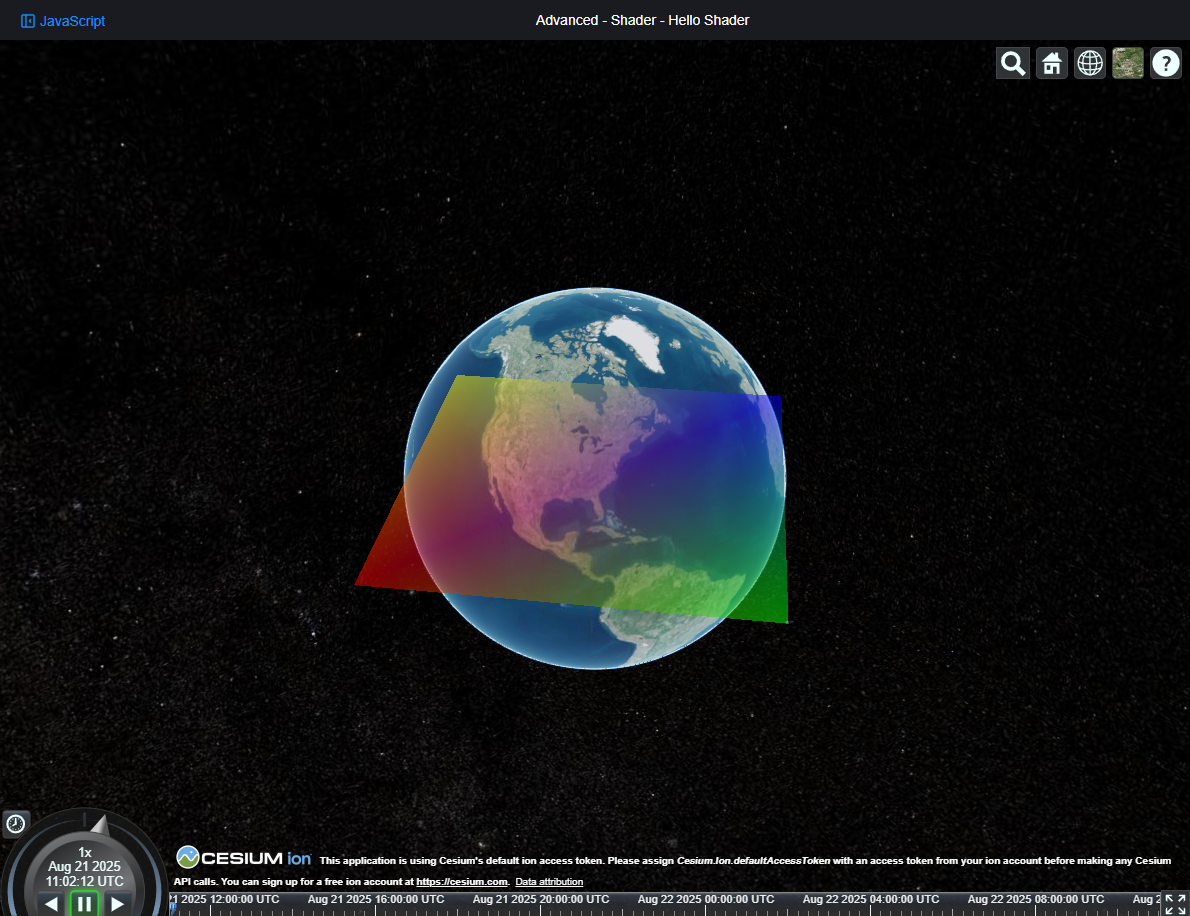 JavaScript
Advanced - Shader - Hello Shader
?
CESIUM ion This application is using Cesium's default ion access token. Please assign Cesium.Ion.defaultAccessToken with an access token from your ion account before making any Cesium
API calls. You can sign up for a free ion account at https://cesium.com. Data attribution
1x
Aug 21 2025
11:02:12 UTC
21 2025 12:00:00 UTC Aug 21 2025 16:00:00 UTC Aug 21 2025 20:00:00 UTC Aug 22 2025 00:00:00 UTC Aug 22 2025 04:00:00 UTC Aug 22 2025 08:00:00 UTC Aug 2